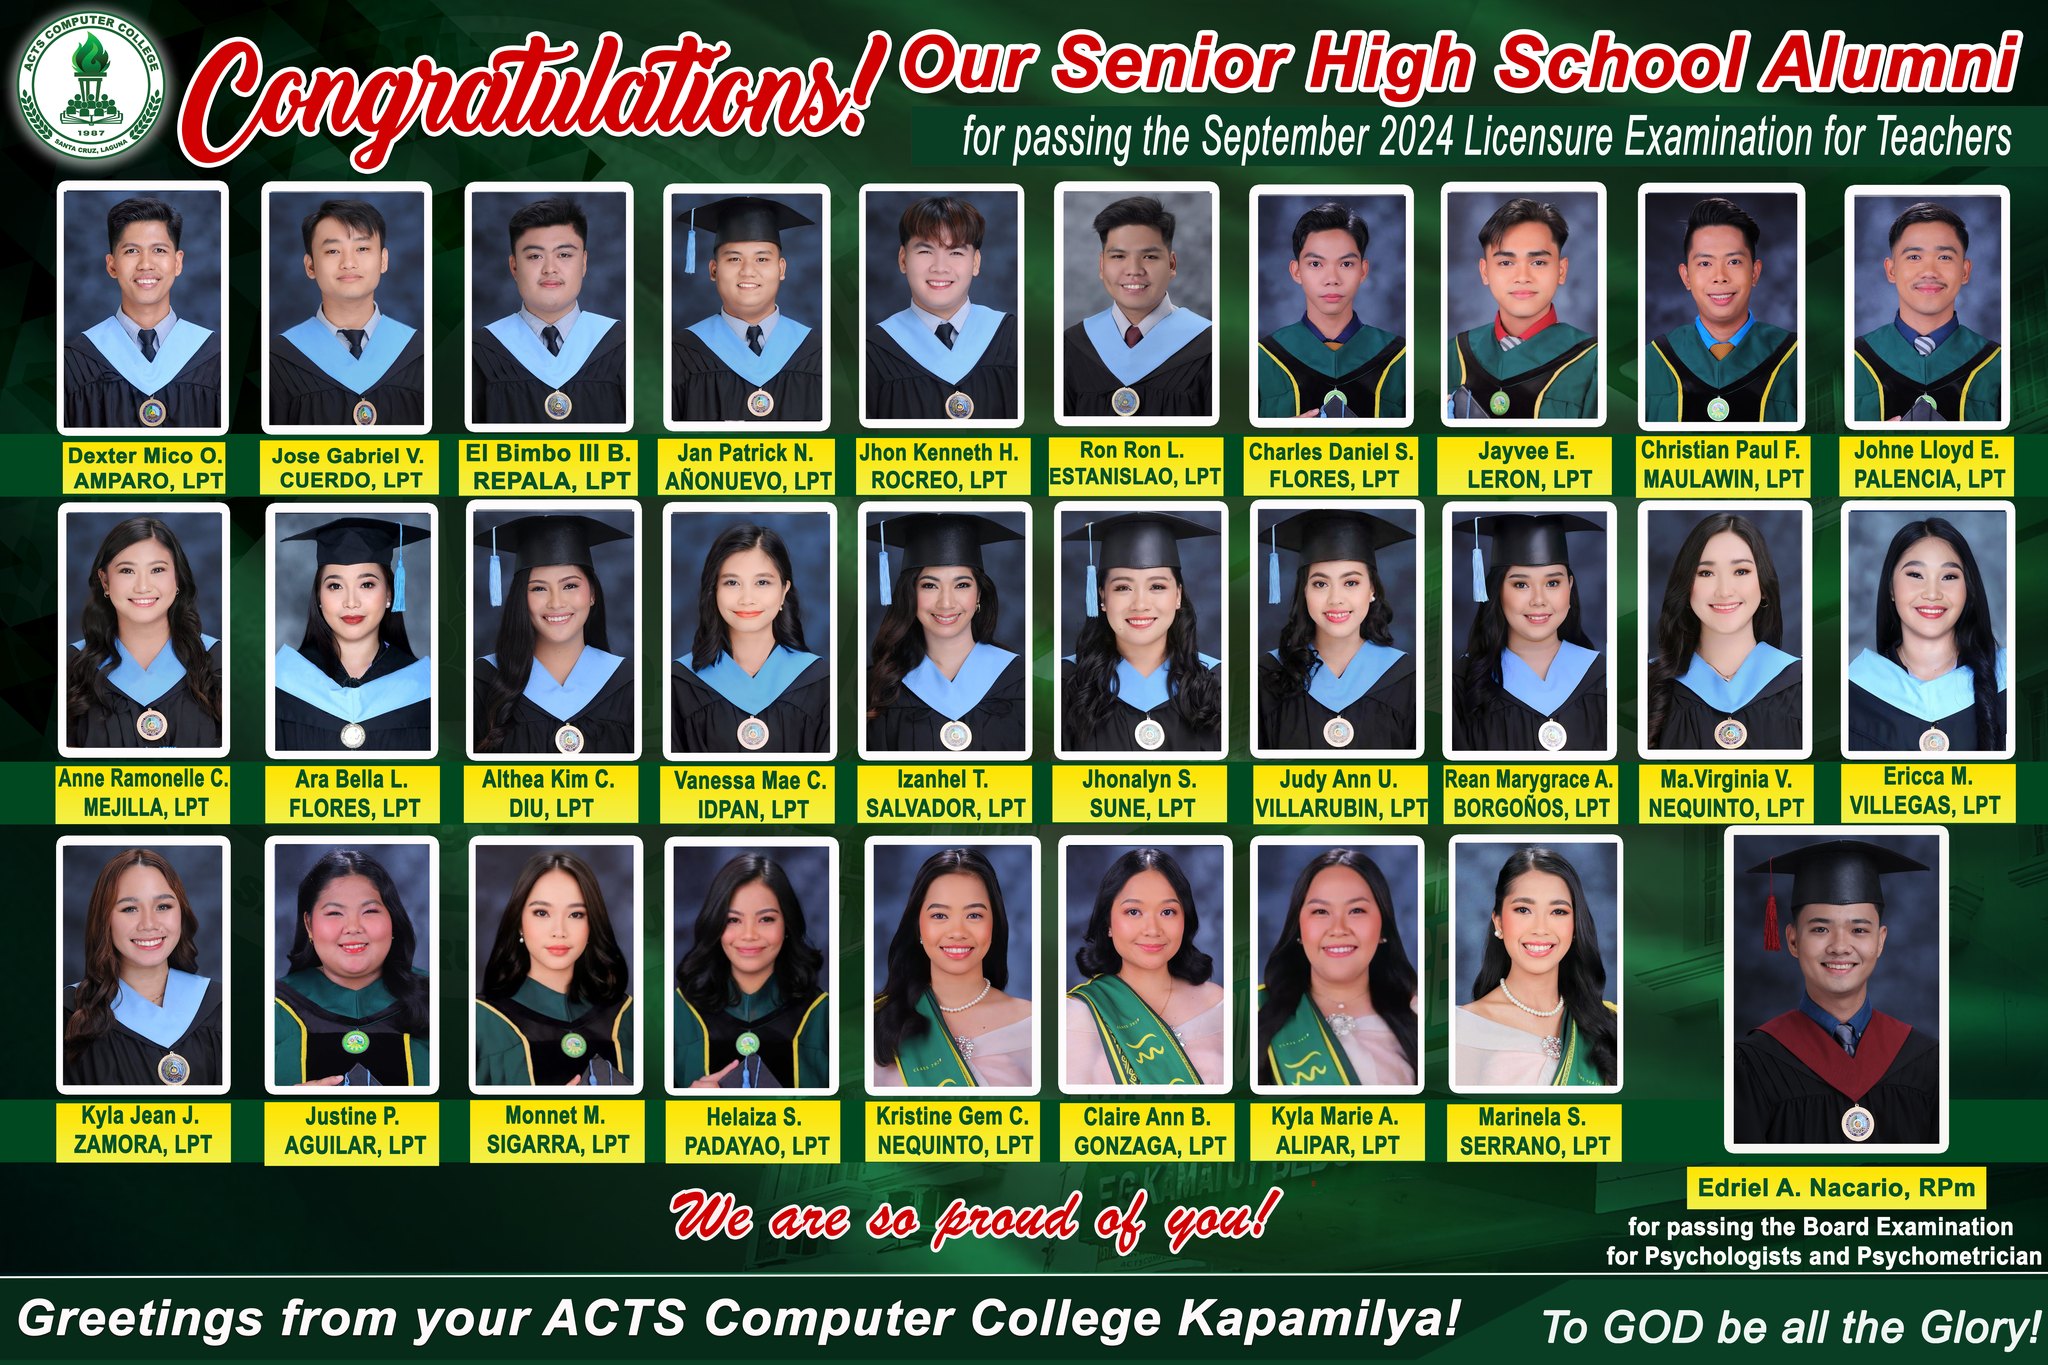 ACTS COMPUTER COLLEGE
1987
SANTA CRUZ, LAGUNA
Congratulations! Our Senior High School Alumni
for passing the September 2024 Licensure Examination for Teachers
Dexter Mico O.
AMPARO, LPT
Jose Gabriel V.
CUERDO, LPT
El Bimbo III B.
REPALA, LPT
Jan Patrick N.
AÑONUEVO, LPT
Jhon Kenneth H.
ROCREO, LPT
Ron Ron L.
ESTANISLAO, LPT
Charles Daniel S.
FLORES, LPT
Jayvee E.
LERON, LPT
Christian Paul F.
MAULAWIN, LPT
Johne Lloyd E.
PALENCIA, LPT
Anne Ramonelle C.
MEJILLA, LPT
Ara Bella L.
FLORES, LPT
Althea Kim C.
DIU, LPT
Vanessa Mae C.
IDPAN, LPT
Izanhel T.
SALVADOR, LPT
Jhonalyn S.
SUNE, LPT
Judy Ann U.
VILLARUBIN, LPT
Rean Marygrace A.
BORGOÑOS, LPT
Ma.Virginia V.
NEQUINTO, LPT
Ericca M.
VILLEGAS, LPT
Kyla Jean J.
ZAMORA, LPT
Justine P.
AGUILAR, LPT
Monnet M.
SIGARRA, LPT
Helaiza S.
PADAYAO, LPT
Kristine Gem C.
NEQUINTO, LPT
Claire Ann B.
GONZAGA, LPT
Kyla Marie A.
ALIPAR, LPT
Marinela S.
SERRANO, LPT
Edriel A. Nacario, RPm
for passing the Board Examination
for Psychologists and Psychometrician
We are so proud of you!
Greetings from your ACTS Computer College Kapamilya!
To GOD be all the Glory!